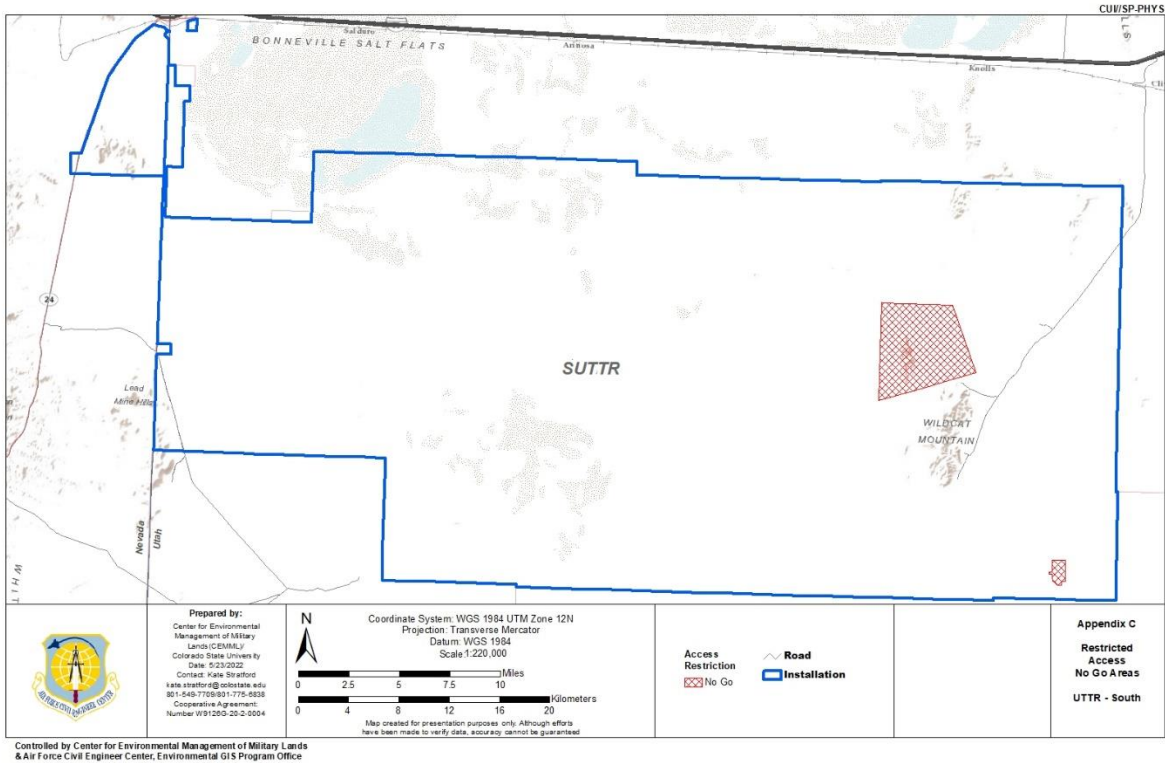 CUI//SP-PHYS
Salduro
BONNEVILLE SALT FLATS
Arinosa
Knolls
Cli
24
Lead
Mine Hills
SUTTR
WILDCAT
MOUNTAIN
Nevada
Utah
WHIT
Prepared by:
Center for Environmental
Management of Military
Lands (CEMML)/
Colorado State University
Date: 5/23/2022
Contact: Kate Stratford
kate.stratford@colostate.edu
801-549-7709/801-775-6838
Cooperative Agreement:
Number W9126G-20-2-0004
AIR FORCE CIVIL ENGINEER CENTER
N
Coordinate System: WGS 1984 UTM Zone 12N
Projection: Transverse Mercator
Datum: WGS 1984
Scale:1:220,000
Miles
0 2.5 5 7.5 10
Kilometers
0 4 8 12 16 20
Map created for presentation purposes only. Although efforts
have been made to verify data, accuracy cannot be guaranteed
Access
Restriction
No Go
Road
Installation
Appendix C
Restricted
Access
No Go Areas
UTTR - South
Controlled by Center for Environmental Management of Military Lands
& Air Force Civil Engineer Center, Environmental GIS Program Office